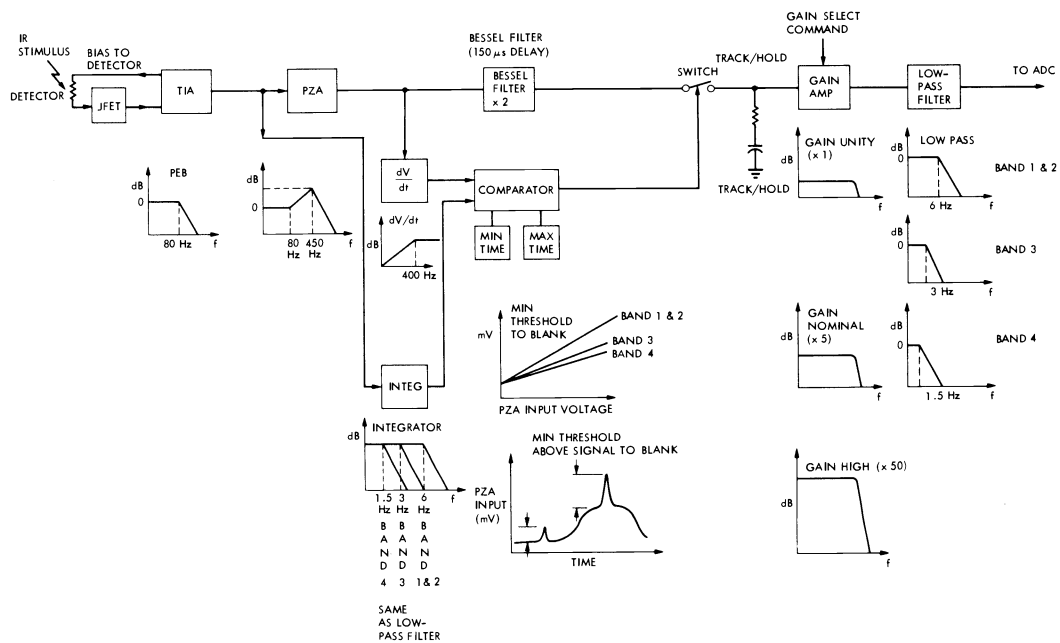 IR
STIMULUS
BIAS TO
DETECTOR
DETECTOR
JFET
TIA
PZA
BESSEL FILTER
(150 μs DELAY)
BESSEL
FILTER
x 2
SWITCH
TRACK/HOLD
GAIN SELECT
COMMAND
GAIN
AMP
LOW-
PASS
FILTER
TO ADC
TRACK/HOLD
dV
dt
COMPARATOR
MIN
TIME
MAX
TIME
PEB
dB
0
80 Hz
f
dB
0
80
Hz
450
Hz
f
dV/dt
dB
400 Hz
GAIN UNITY
(x 1)
dB
f
LOW PASS
dB
0
6 Hz
f
BAND 1 & 2
dB
0
3 Hz
f
BAND 3
GAIN
NOMINAL
(x 5)
dB
f
dB
0
1.5 Hz
f
BAND 4
GAIN HIGH (x 50)
dB
f
INTEG
MIN
THRESHOLD
TO BLANK
mV
BAND 1 & 2
BAND 3
BAND 4
PZA INPUT VOLTAGE
INTEGRATOR
dB
1.5
Hz
3
Hz
6
Hz
f
BAND 4
BAND 3
BAND 1&2
SAME
AS LOW-
PASS FILTER
MIN THRESHOLD
ABOVE SIGNAL TO BLANK
PZA
INPUT
(mV)
TIME